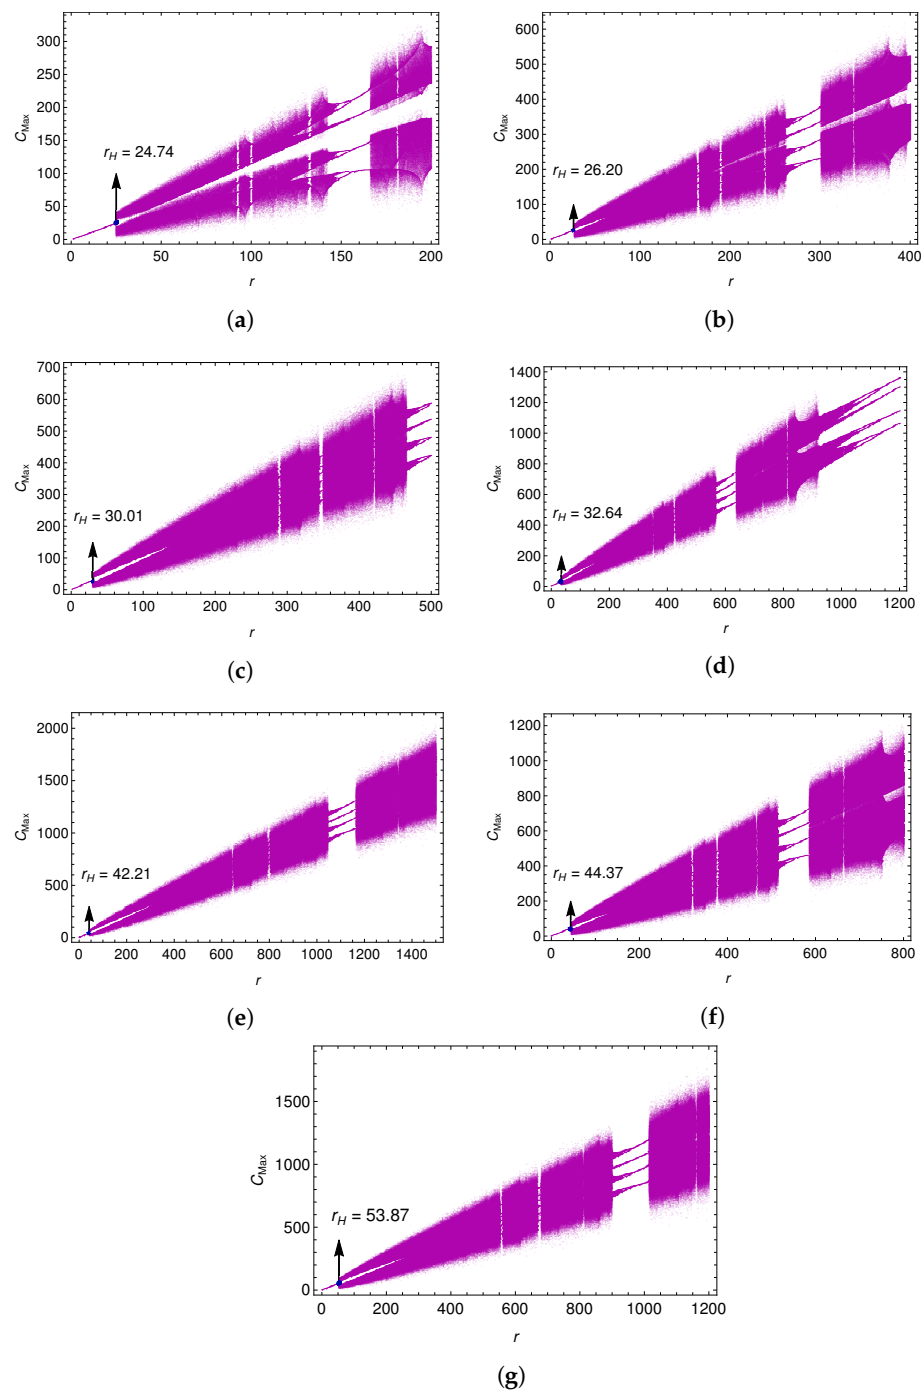 300
250
200
150
100
50
0
C_Max
r_H = 24.74
0 50 100 150 200
r
(a)
600
500
400
300
200
100
0
C_Max
r_H = 26.20
0 100 200 300 400
r
(b)
700
600
500
400
300
200
100
0
C_Max
r_H = 30.01
0 100 200 300 400 500
r
(c)
1400
1200
1000
800
600
400
200
0
C_Max
r_H = 32.64
0 200 400 600 800 1000 1200
r
(d)
2000
1500
1000
500
0
C_Max
r_H = 42.21
0 200 400 600 800 1000 1200 1400
r
(e)
1200
1000
800
600
400
200
0
C_Max
r_H = 44.37
0 200 400 600 800
r
(f)
1500
1000
500
0
C_Max
r_H = 53.87
0 200 400 600 800 1000 1200
r
(g)